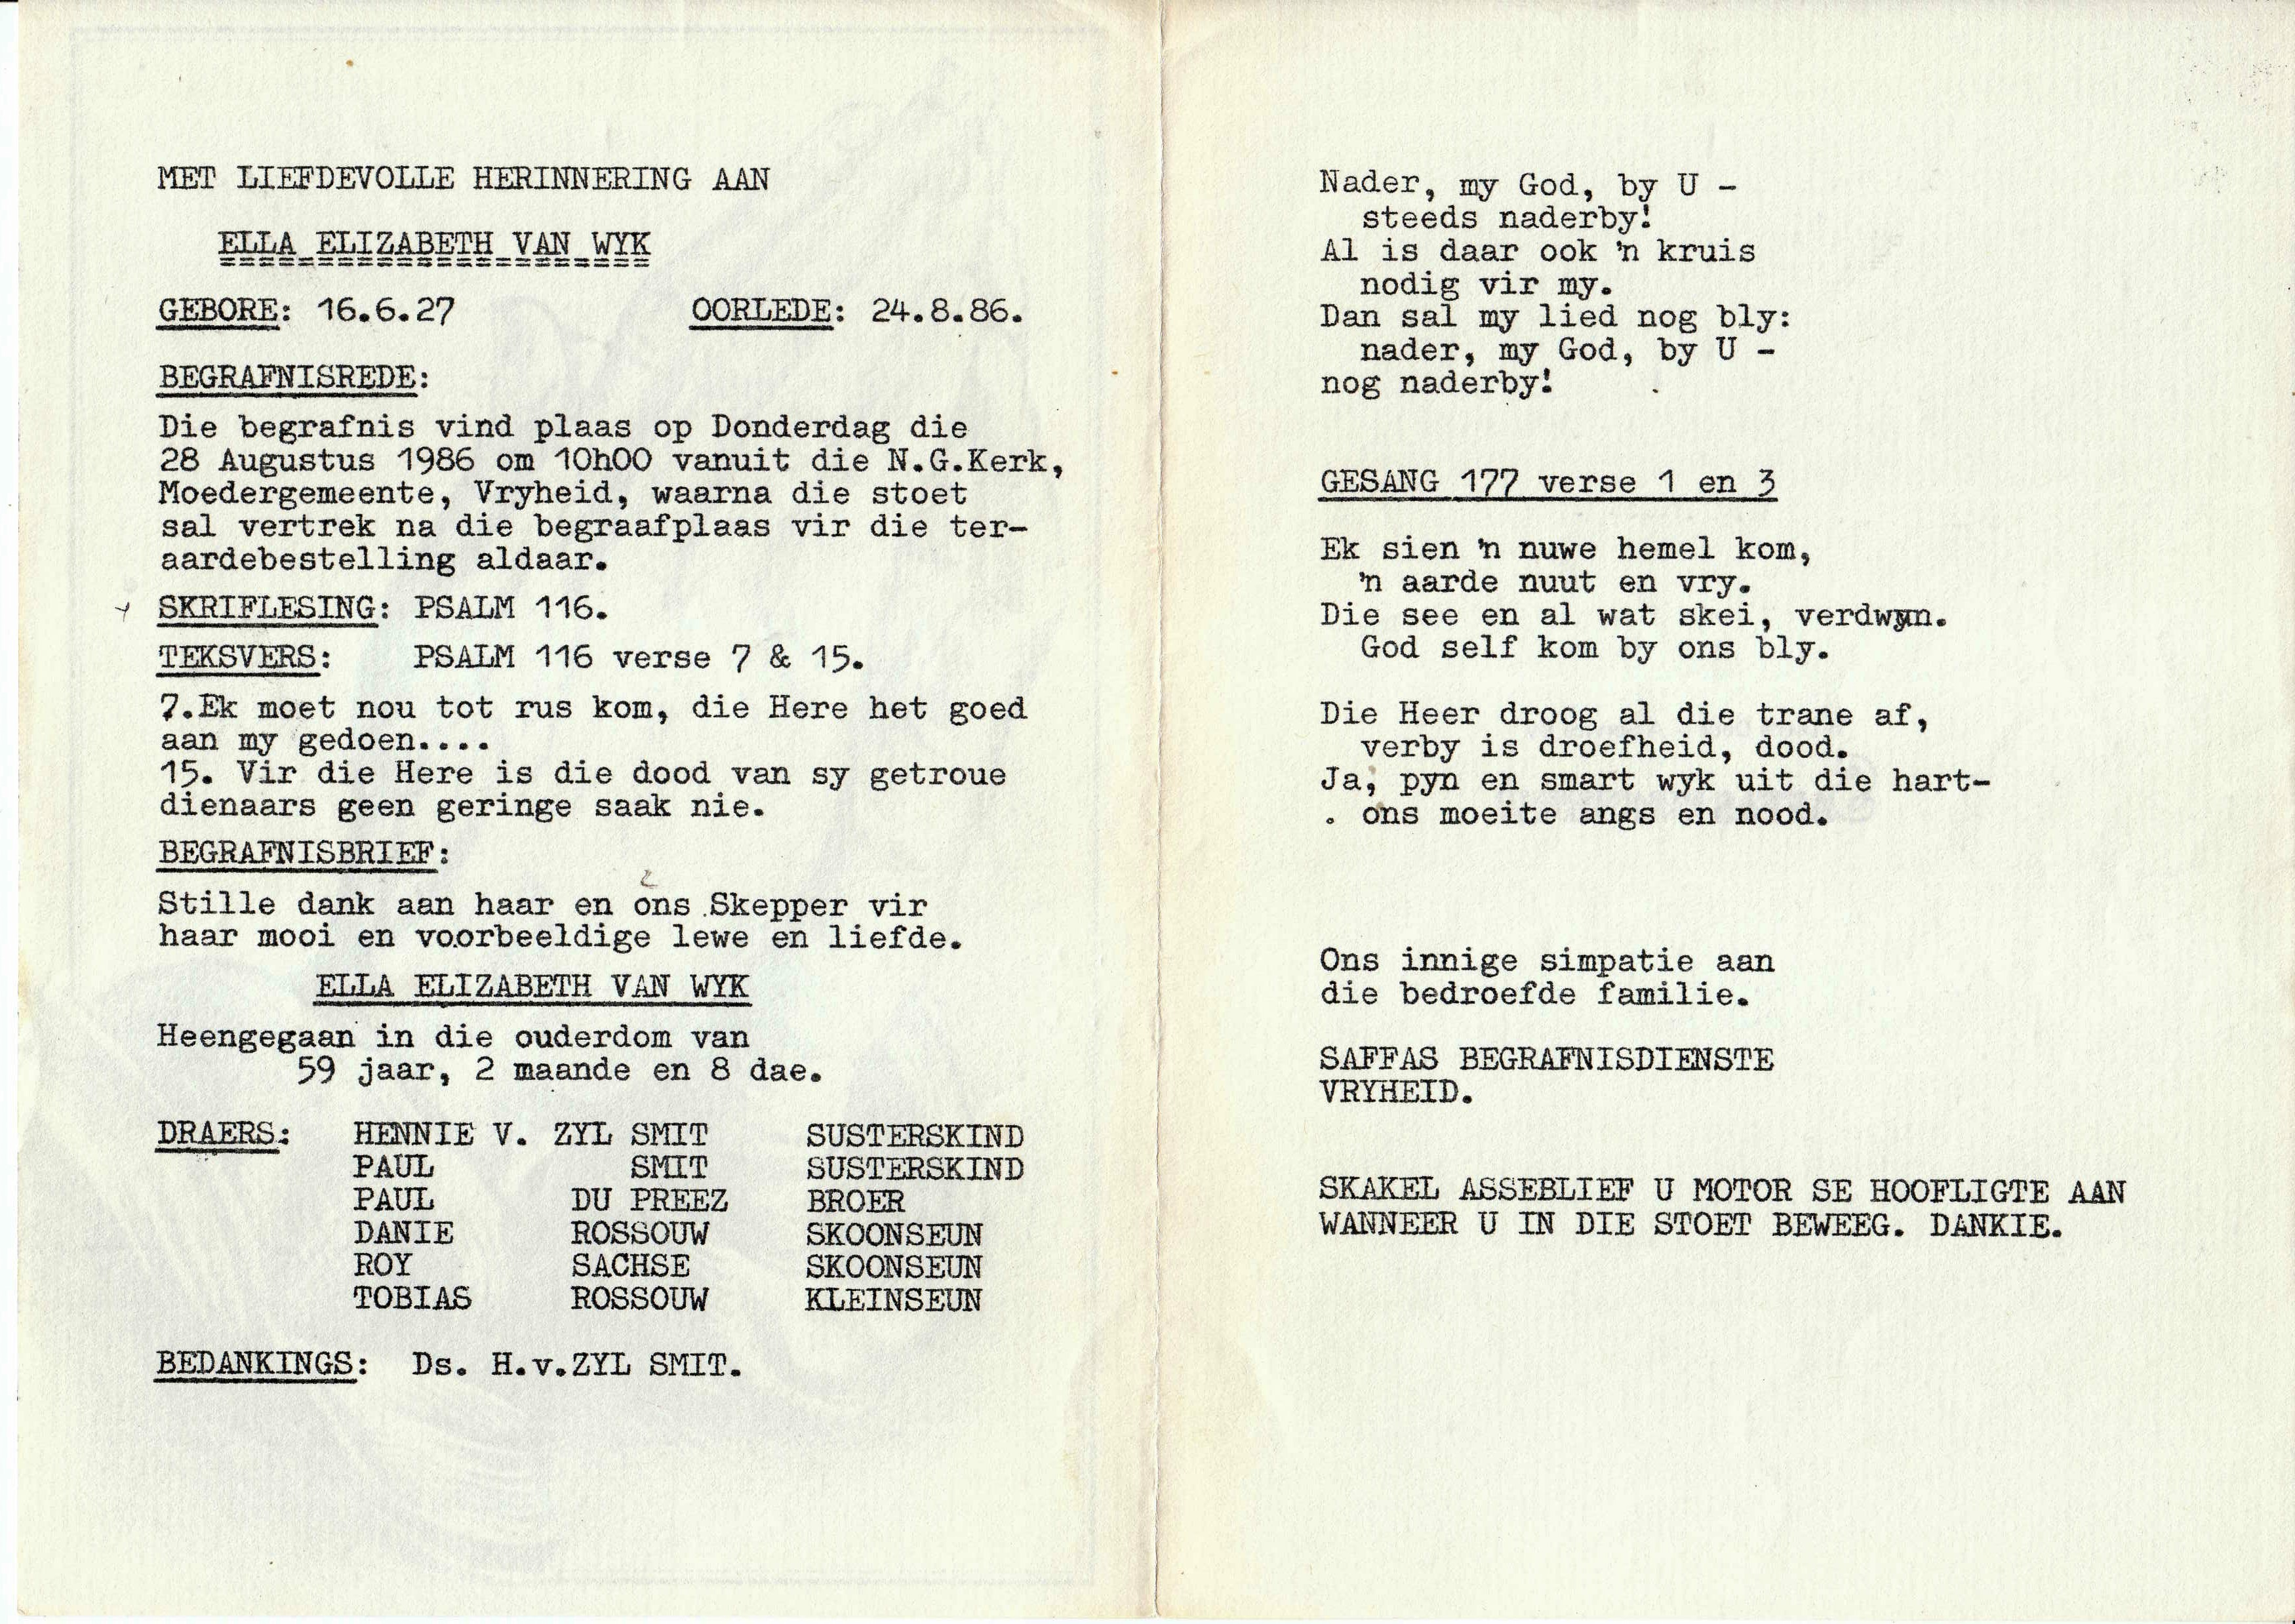 MET LIEFDEVOLLE HERINNERING AAN
ELLA ELIZABETH VAN WYK
GEBORE: 16.6.27 OORLEDE: 24.8.86.
BEGRAFNISREDE:
Die begrafnis vind plaas op Donderdag die
28 Augustus 1986 om 10h00 vanuit die N.G.Kerk,
Moedergemeente, Vryheid, waarna die stoet
sal vertrek na die begraafplaas vir die ter-
aardebestelling aldaar.
SKRIFLESING: PSALM 116.
TEKSVERS: PSALM 116 verse 7 & 15.
7.Ek moet nou tot rus kom, die Here het goed
aan my gedoen....
15. Vir die Here is die dood van sy getroue
dienaars geen geringe saak nie.
BEGRAFNISBRIEF:
Stille dank aan haar en ons Skepper vir
haar mooi en voorbeeldige lewe en liefde.
ELLA ELIZABETH VAN WYK
Heengegaan in die ouderdom van
59 jaar, 2 maande en 8 dae.
DRAERS: HENNIE V. ZYL SMIT SUSTERSKIND
PAUL SMIT SUSTERSKIND
PAUL DU PREEZ BROER
DANIE ROSSOUW SKOONSEUN
ROY SACHSE SKOONSEUN
TOBIAS ROSSOUW KLEINSEUN
BEDANKINGS: Ds. H.v.ZYL SMIT.
Nader, my God, by U -
steeds naderby!
Al is daar ook 'n kruis
nodig vir my.
Dan sal my lied nog bly:
nader, my God, by U -
nog naderby!
GESANG 177 verse 1 en 3
Ek sien 'n nuwe hemel kom,
'n aarde nuut en vry.
Die see en al wat skei, verdwyn.
God self kom by ons bly.
Die Heer droog al die trane af,
verby is droefheid, dood.
Ja, pyn en smart wyk uit die hart-
. ons moeite angs en nood.
Ons innige simpatie aan
die bedroefde familie.
SAFFAS BEGRAFNISDIENSTE
VRYHEID.
SKAKEL ASSEBLIEF U MOTOR SE HOOFLIGTE AAN
WANNEER U IN DIE STOET BEWEEG. DANKIE.